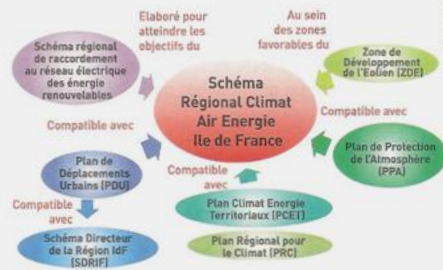 Schéma régional
de raccordement
au réseau électrique
des énergie
renouvelables
Elaboré pour
atteindre les
objectifs du
Au sein
des zones
favorables du
Zone de
Développement
de l'Eolien (ZDE)
Schéma
Régional Climat
Air Energie
Ile de France
Compatible avec
Compatible avec
Plan de
Déplacements
Urbains (PDU)
Compatible
avec
Plan de Protection
de l'Atmosphère
(PPA)
Compatible
avec
Plan Climat Energie
Territoriaux (PCET)
Schéma Directeur
de la Région IdF
(SDRIF)
Plan Régional pour
le Climat (PRC)